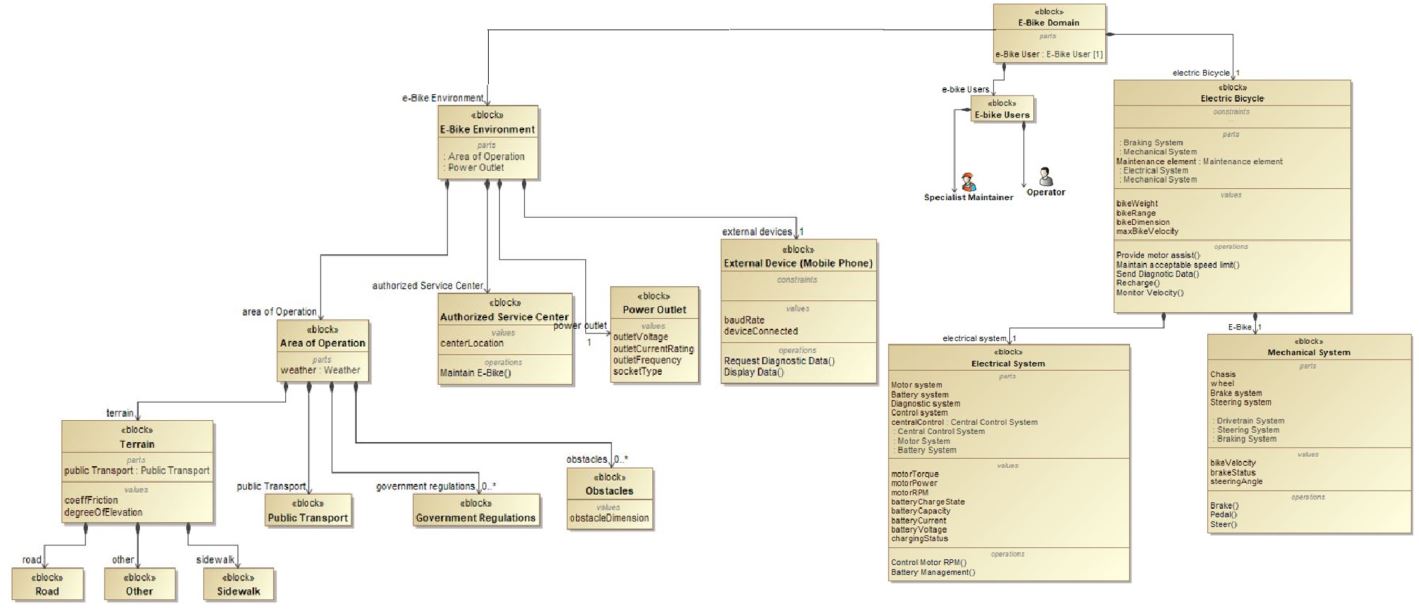 «block»
E-Bike Domain
parts
e-Bike User : E-Bike User [1]
e-Bike Environment
«block»
E-Bike Environment
parts
: Area of Operation
: Power Outlet
e-bike Users
«block»
E-bike Users
Specialist Maintainer
Operator
electric Bicycle 1
«block»
Electric Bicycle
constraints
parts
: Braking System
: Mechanical System
Maintenance element : Maintenance element
: Electrical System
: Mechanical System
values
bikeWeight
bikeRange
bikeDimension
maxBikeVelocity
operations
Provide motor assist()
Maintain acceptable speed limit()
Send Diagnotic Data()
Recharge()
Monitor Velocity()
external devices 1
«block»
External Device (Mobile Phone)
constraints
values
baudRate
deviceConnected
operations
Request Diagnostic Data()
Display Data()
authorized Service Center
«block»
Authorized Service Center
values
centerLocation
operations
Maintain E-Bike()
power outlet
1
«block»
Power Outlet
values
outletVoltage
outletCurrentRating
outletFrequency
socketType
area of Operation
«block»
Area of Operation
parts
weather : Weather
terrain
«block»
Terrain
parts
public Transport : Public Transport
values
coeffFriction
degreeOfElevation
public Transport
«block»
Public Transport
government regulations 0..*
«block»
Government Regulations
obstacles 0..*
«block»
Obstacles
values
obstacleDimension
road
«block»
Road
other
«block»
Other
sidewalk
«block»
Sidewalk
electrical system 1
«block»
Electrical System
parts
Motor system
Battery system
Diagnostic system
Control system
centralControl : Central Control System
: Central Control System
: Motor System
: Battery System
values
motorTorque
motorPower
motorRPM
batteryChargeState
batteryCapacity
batteryCurrent
batteryVoltage
chargingStatus
operations
Control Motor RPM()
Battery Management()
E-Bike 1
«block»
Mechanical System
parts
Chasis
wheel
Brake system
Steering system
: Drivetrain System
: Steering System
: Braking System
values
bikeVelocity
brakeStatus
steeringAngle
operations
Brake()
Pedal()
Steer()